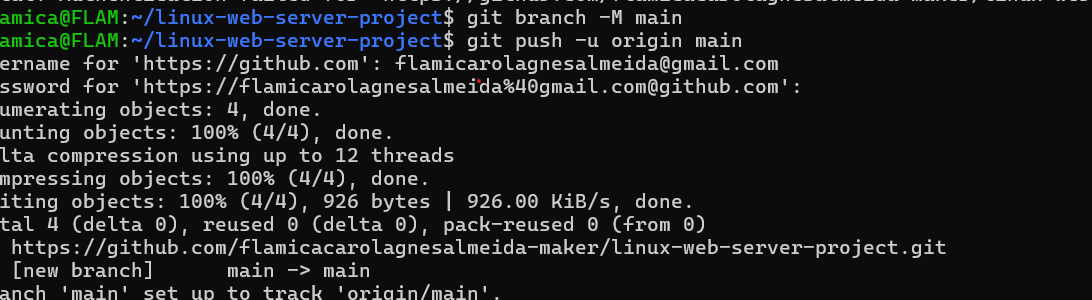 amica@FLAM:~/linux-web-server-project$ git branch -M main
amica@FLAM:~/linux-web-server-project$ git push -u origin main
ername for 'https://github.com': flamicarolagnesalmeida@gmail.com
ssword for 'https://flamicarolagnesalmeida%40gmail.com@github.com':
umerating objects: 4, done.
unting objects: 100% (4/4), done.
lta compression using up to 12 threads
mpressing objects: 100% (4/4), done.
iting objects: 100% (4/4), 926 bytes | 926.00 KiB/s, done.
tal 4 (delta 0), reused 0 (delta 0), pack-reused 0 (from 0)
https://github.com/flamicacarolagnesalmeida-maker/linux-web-server-project.git
[new branch]      main -> main
anch 'main' set up to track 'origin/main'.